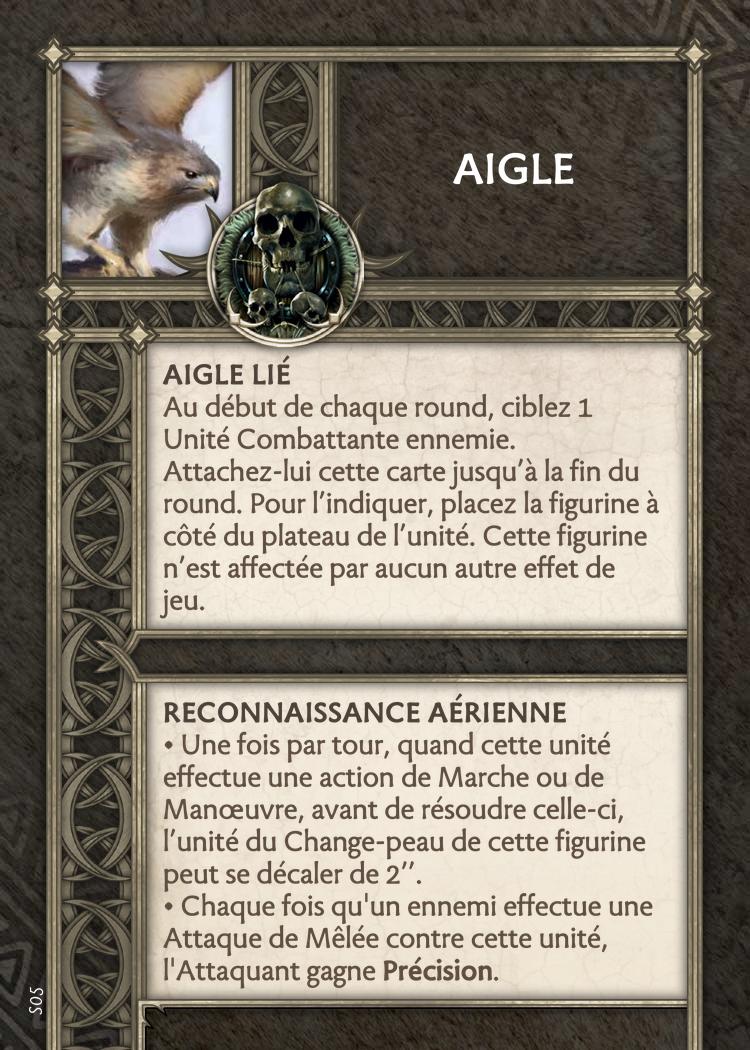 AIGLE
AIGLE LIÉ
Au début de chaque round, ciblez 1
Unité Combattante ennemie.
Attachez-lui cette carte jusqu’à la fin du
round. Pour l’indiquer, placez la figurine à
côté du plateau de l’unité. Cette figurine
n’est affectée par aucun autre effet de
jeu.
RECONNAISSANCE AÉRIENNE
• Une fois par tour, quand cette unité
effectue une action de Marche ou de
Manœuvre, avant de résoudre celle-ci,
l’unité du Change-peau de cette figurine
peut se décaler de 2’’.
• Chaque fois qu'un ennemi effectue une
Attaque de Mêlée contre cette unité,
l'Attaquant gagne Précision.
S05